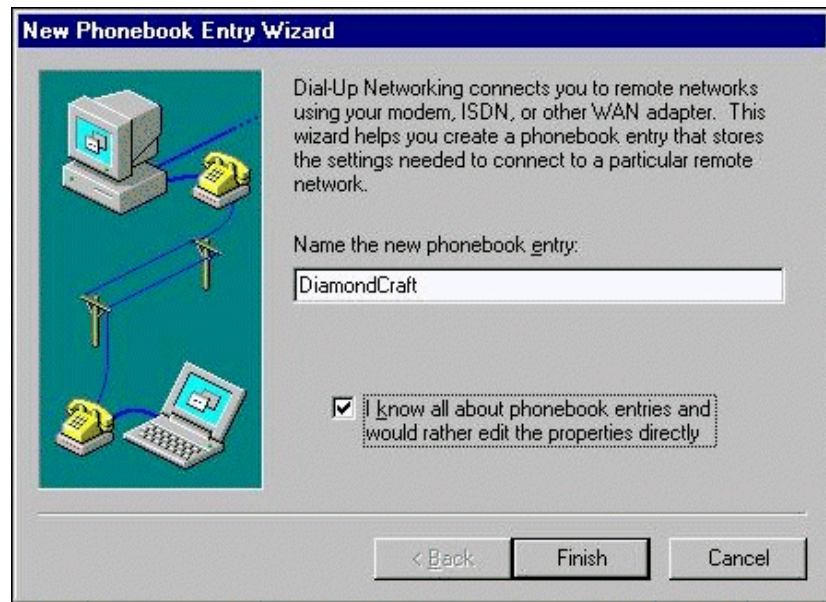 New Phonebook Entry Wizard
Dial-Up Networking connects you to remote networks
using your modem, ISDN, or other WAN adapter.  This
wizard helps you create a phonebook entry that stores
the settings needed to connect to a particular remote
network.
Name the new phonebook entry:
DiamondCraft
I know all about phonebook entries and
would rather edit the properties directly
< Back
Finish
Cancel